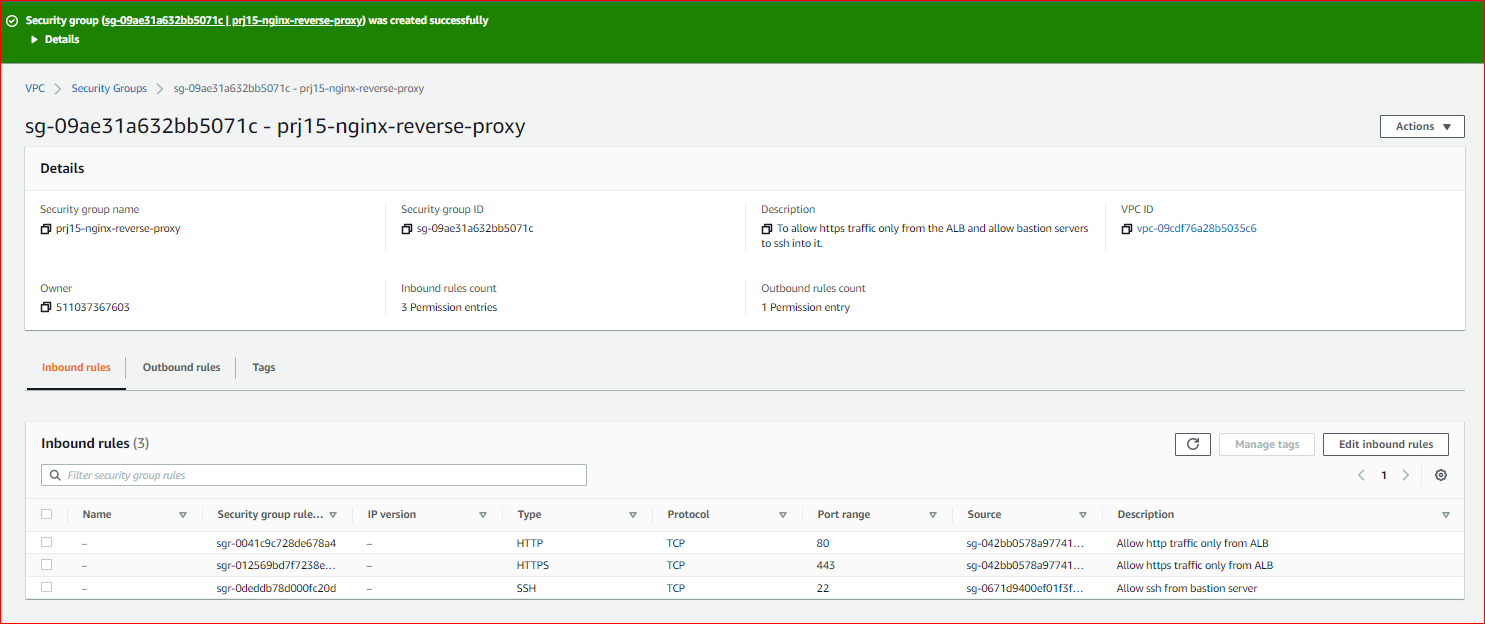 Security group (sg-09ae31a632bb5071c | prj15-nginx-reverse-proxy) was created successfully
Details
VPC > Security Groups > sg-09ae31a632bb5071c - prj15-nginx-reverse-proxy
sg-09ae31a632bb5071c - prj15-nginx-reverse-proxy
Actions
Details
Security group name
prj15-nginx-reverse-proxy
Security group ID
sg-09ae31a632bb5071c
Description
To allow https traffic only from the ALB and allow bastion servers
to ssh into it.
VPC ID
vpc-09cdf76a28b5035c6
Owner
511037367603
Inbound rules count
3 Permission entries
Outbound rules count
1 Permission entry
Inbound rules
Outbound rules
Tags
Inbound rules (3)
Manage tags
Edit inbound rules
Filter security group rules
1
Name Security group rule... IP version Type Protocol Port range Source Description
– sgr-0041c9c728de678a4 – HTTP TCP 80 sg-042bb0578a97741... Allow http traffic only from ALB
– sgr-012569bd7f7238e... – HTTPS TCP 443 sg-042bb0578a97741... Allow https traffic only from ALB
– sgr-0deddb78d000fc20d – SSH TCP 22 sg-0671d9400ef01f3f... Allow ssh from bastion server